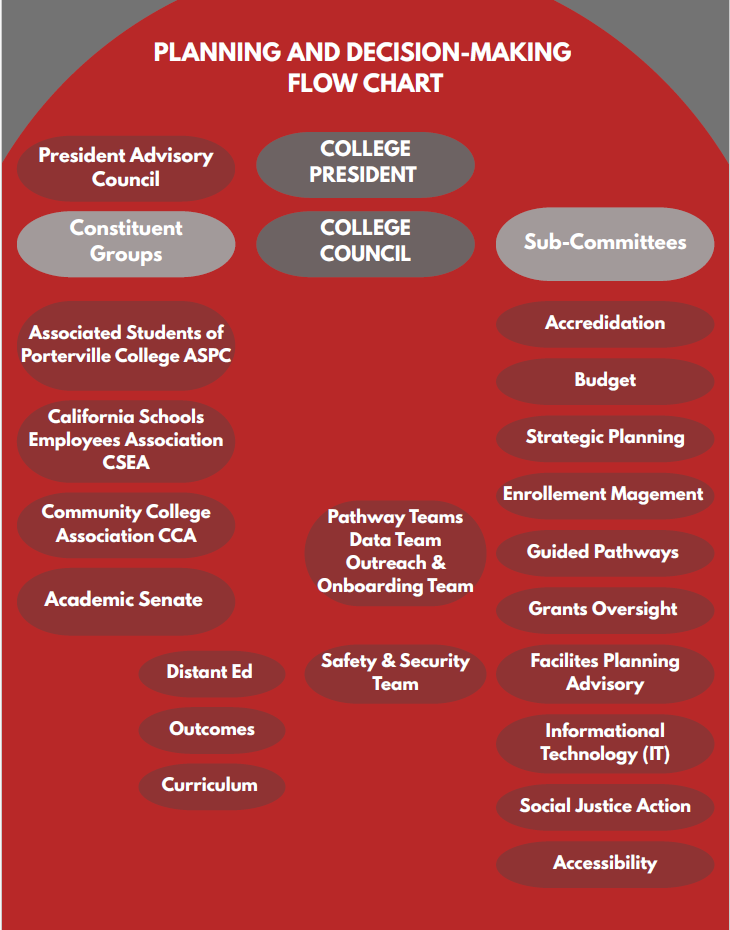 PLANNING AND DECISION-MAKING
FLOW CHART
President Advisory
Council
COLLEGE
PRESIDENT
Constituent
Groups
COLLEGE
COUNCIL
Sub-Committees
Associated Students of
Porterville College ASPC
California Schools
Employees Association
CSEA
Community College
Association CCA
Academic Senate
Distant Ed
Outcomes
Curriculum
Pathway Teams
Data Team
Outreach &
Onboarding Team
Safety & Security
Team
Accredidation
Budget
Strategic Planning
Enrollement Magement
Guided Pathways
Grants Oversight
Facilites Planning
Advisory
Informational
Technology (IT)
Social Justice Action
Accessibility